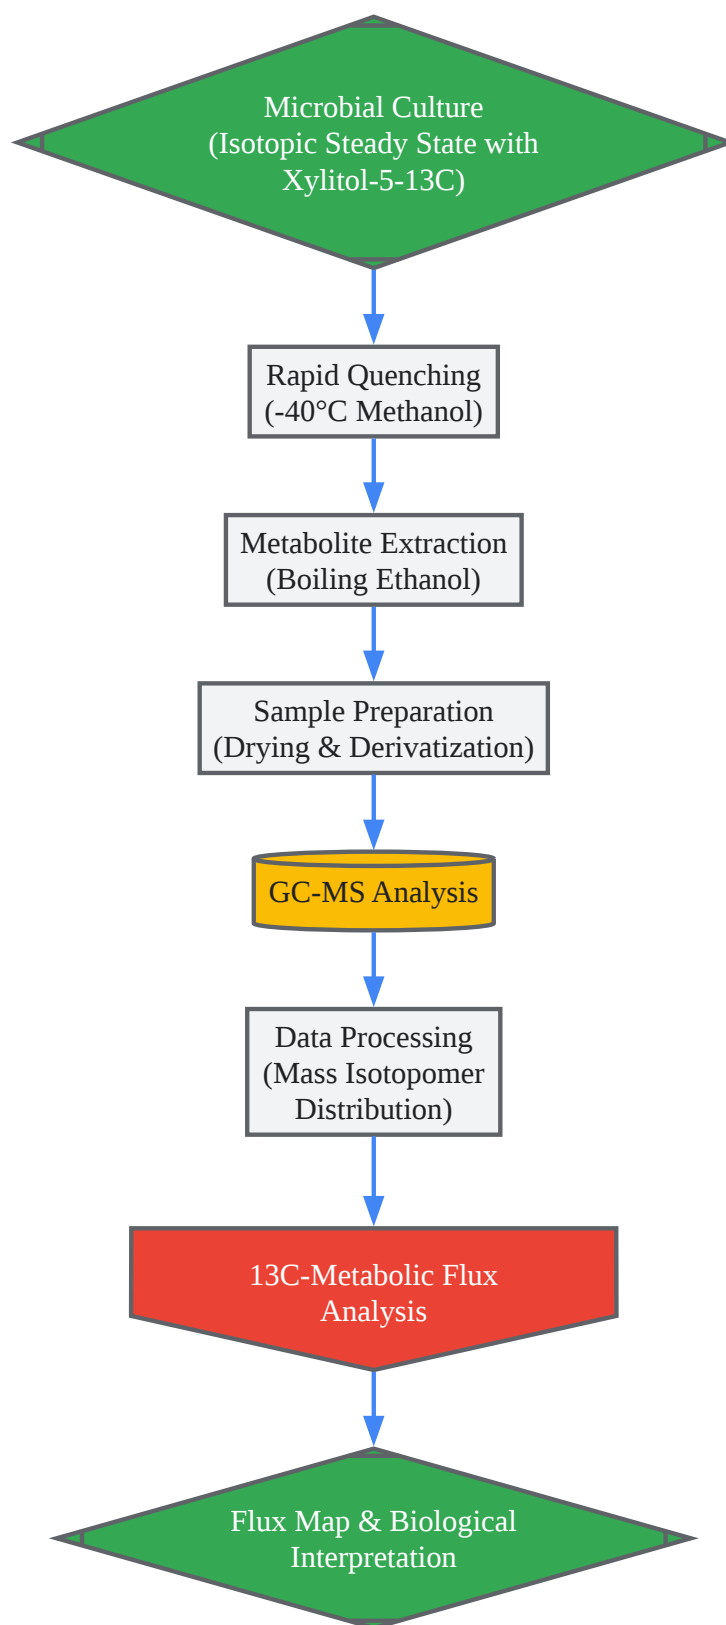 Microbial Culture
(Isotopic Steady State with
Xylitol-5-13C)
Rapid Quenching
(-40°C Methanol)
Metabolite Extraction
(Boiling Ethanol)
Sample Preparation
(Drying & Derivatization)
GC-MS Analysis
Data Processing
(Mass Isotopomer
Distribution)
13C-Metabolic Flux
Analysis
Flux Map & Biological
Interpretation